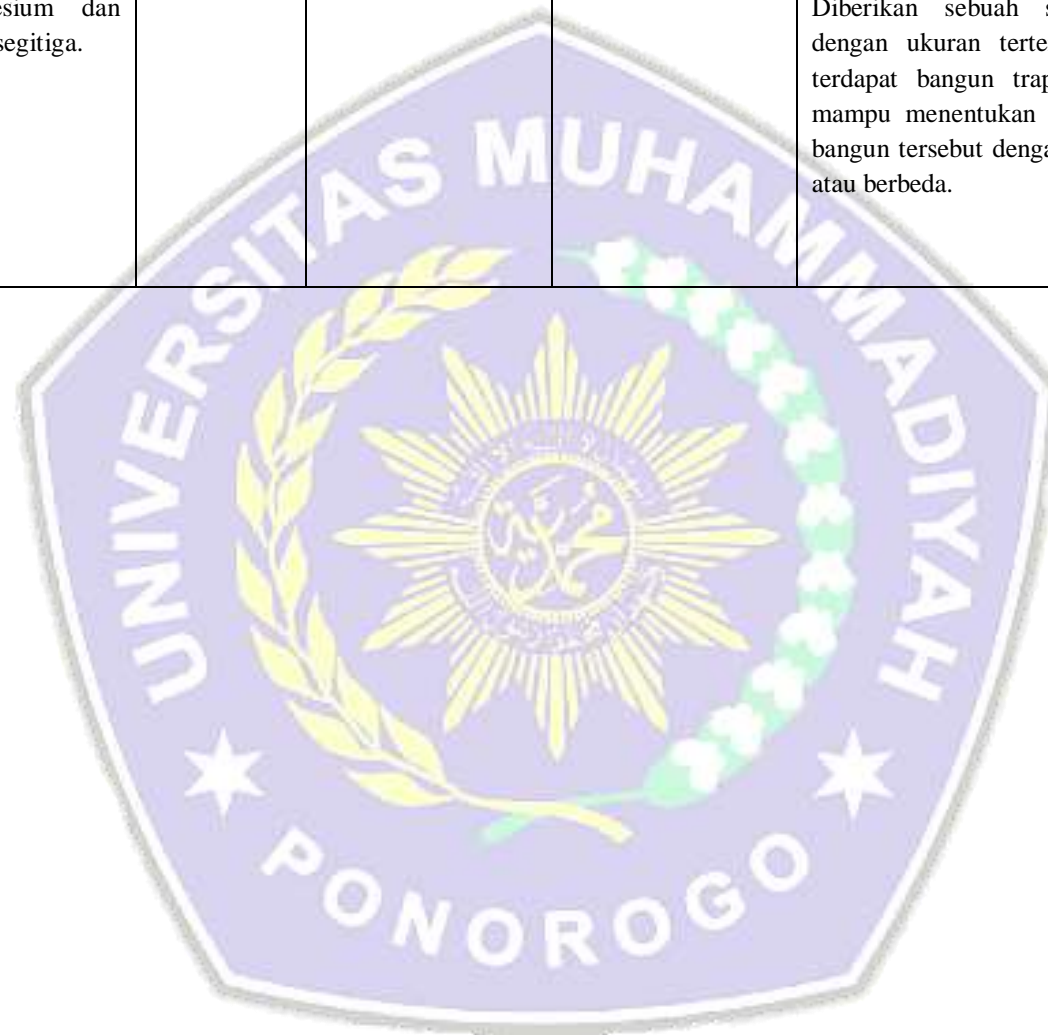 esium dan
segitiga.
Diberikan sebuah s
dengan ukuran terte
terdapat bangun trap
mampu menentukan
bangun tersebut denga
atau berbeda.
UNIVERSITAS MUHAMMADIYAH
PONOROGO
محمد